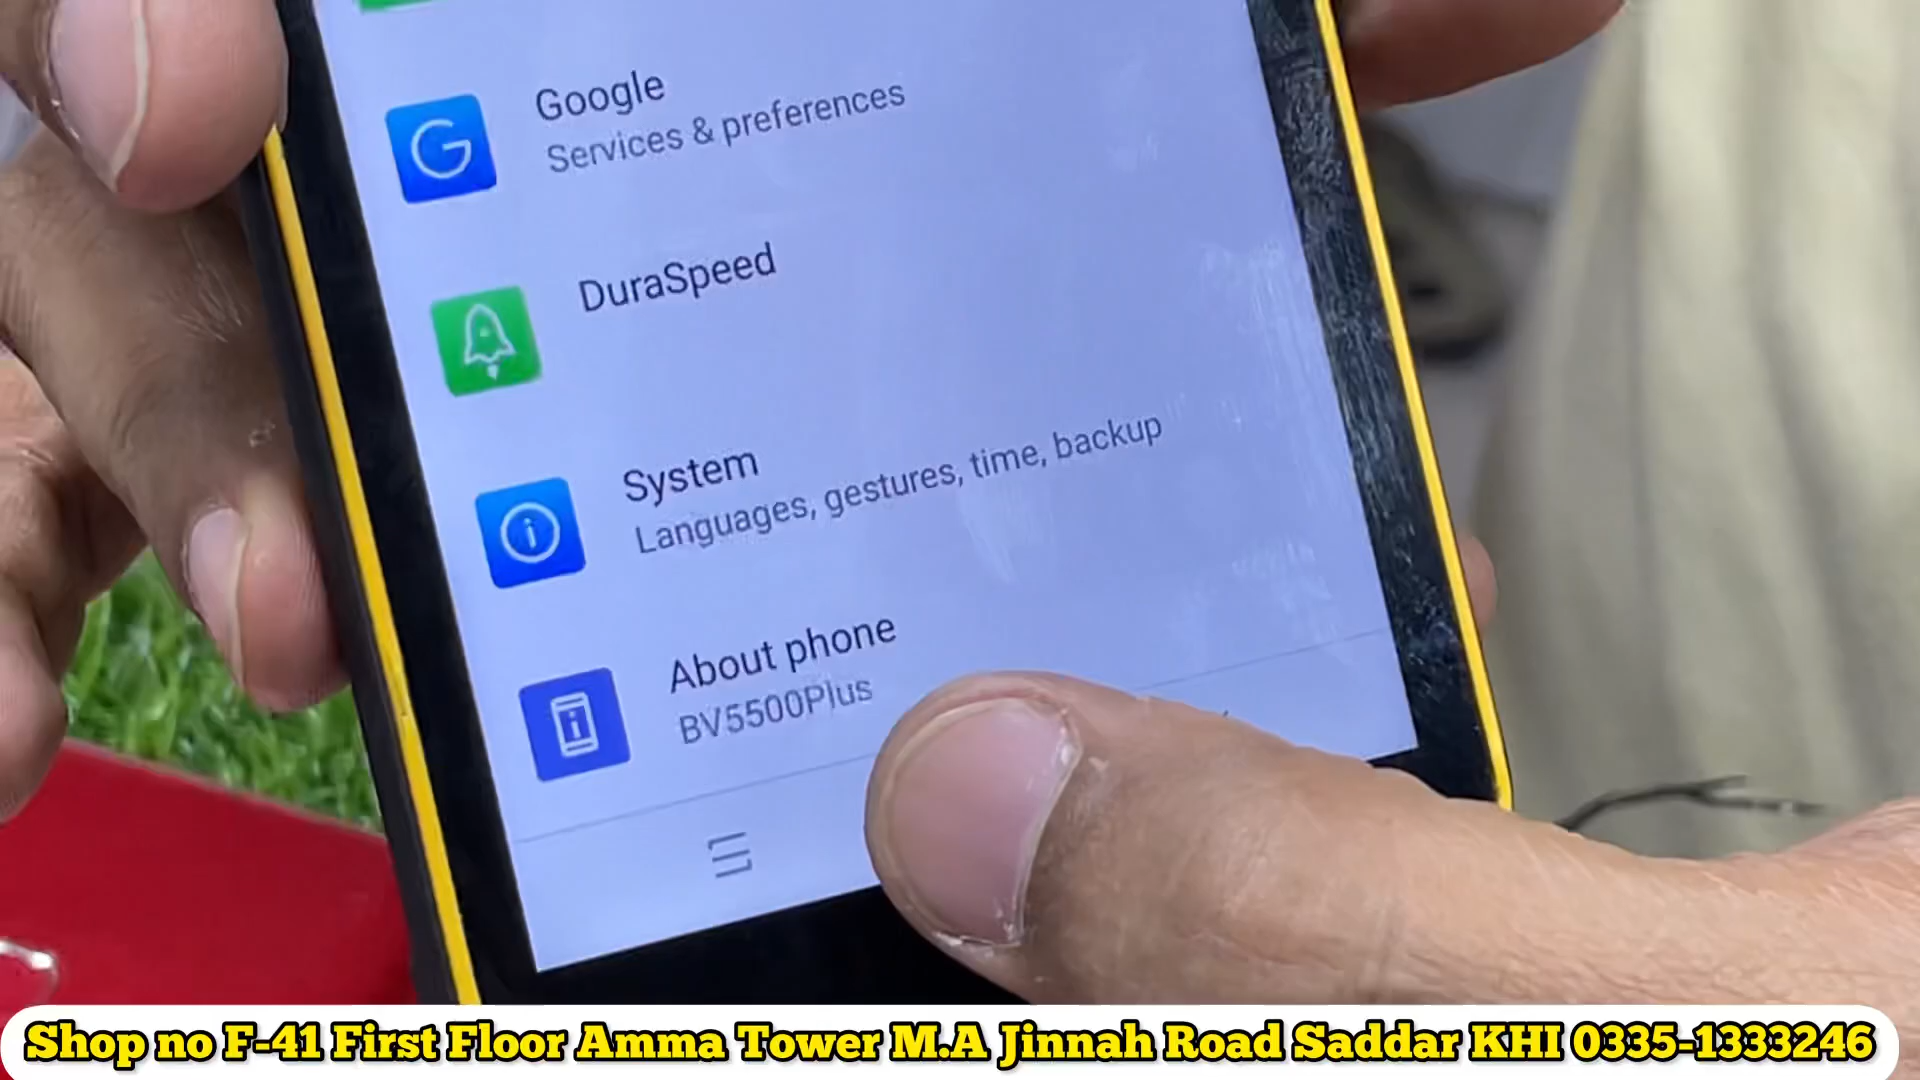 Google
Services & preferences
DuraSpeed
System
Languages, gestures, time, backup
About phone
BV5500Plus
Shop no F-41 First Floor Amma Tower M.A Jinnah Road Saddar KHI 0335-1333246